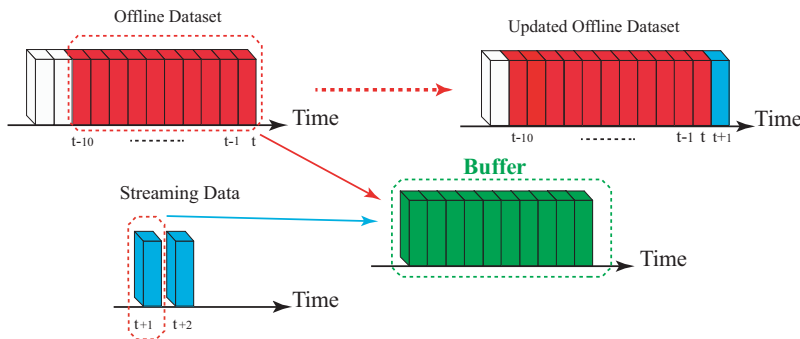 Offline Dataset
Updated Offline Dataset
Time
t-10 ........... t-1 t
Time
t-10 ........... t-1 t t+1
Buffer
Streaming Data
Time
Time
t+1 t+2